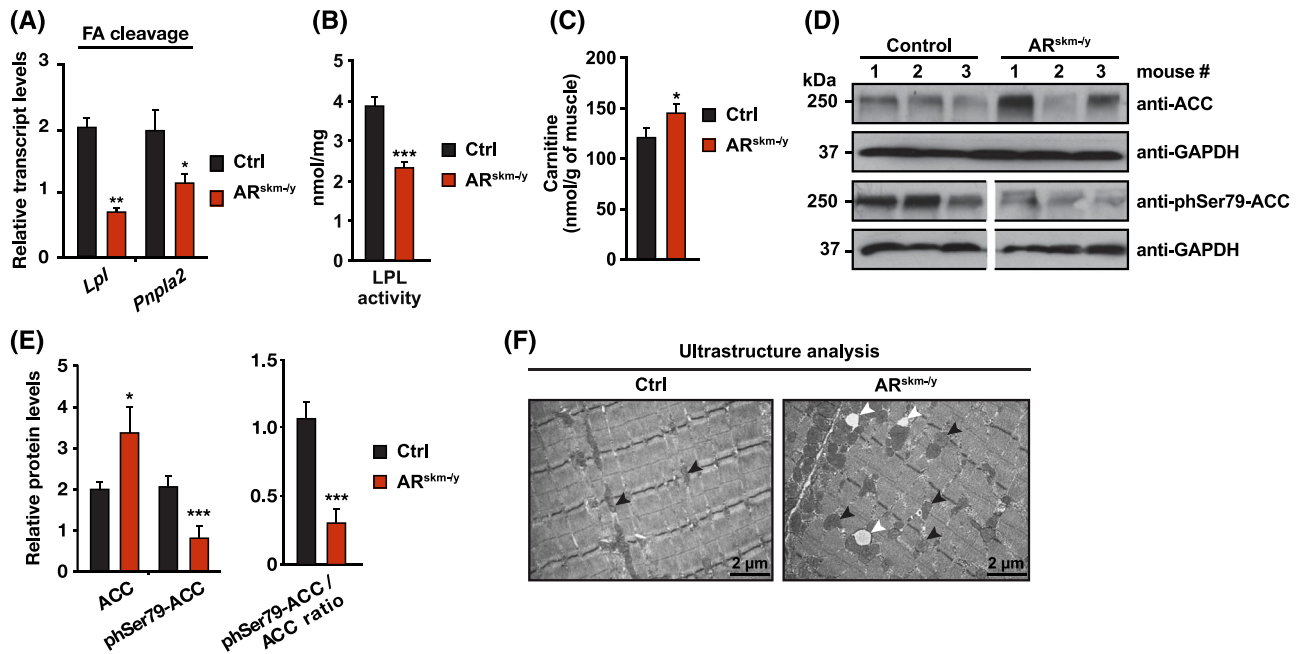 (A)
FA cleavage
Relative transcript levels
2
1
0
Lpl
Pnpla2
**
*
Ctrl
ARskm-/y
(B)
nmol/mg
5
4
3
2
1
0
***
LPL
activity
Ctrl
ARskm-/y
(C)
Carnitine
(nmol/g of muscle)
200
150
100
50
0
*
Ctrl
ARskm-/y
(D)
Control
ARskm-/y
kDa
1 2 3 1 2 3 mouse #
250 anti-ACC
37 anti-GAPDH
250 anti-phSer79-ACC
37 anti-GAPDH
(E)
Relative protein levels
5
4
3
2
1
0
*
***
ACC
phSer79-ACC
1.5
1.0
0.5
0
***
phSer79-ACC /
ACC ratio
Ctrl
ARskm-/y
(F)
Ultrastructure analysis
Ctrl
ARskm-/y
2 µm
2 µm